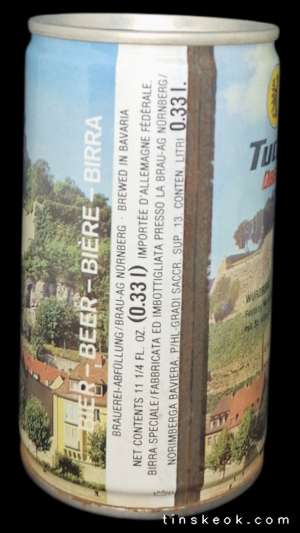 BIER - BEER - BIÈRE - BIRRA
BRAUEREI-ABFÜLLUNG/BRAU-AG NÜRNBERG · BREWED IN BAVARIA
NET CONTENTS 11 1/4 FL. OZ. (0.33 l) IMPORTÉE D'ALLEMAGNE FÉDÉRALE
BIRRA SPECIALE/FABBRICATA ED IMBOTTIGLIATA PRESSO LA BRAU-AG NÜRNBERG/
NORIMBERGA BAVIERA. P/HL-GRADI SACCR. SUP. 13. CONTEN. LITRI 0.33 l.
tinskeok.com